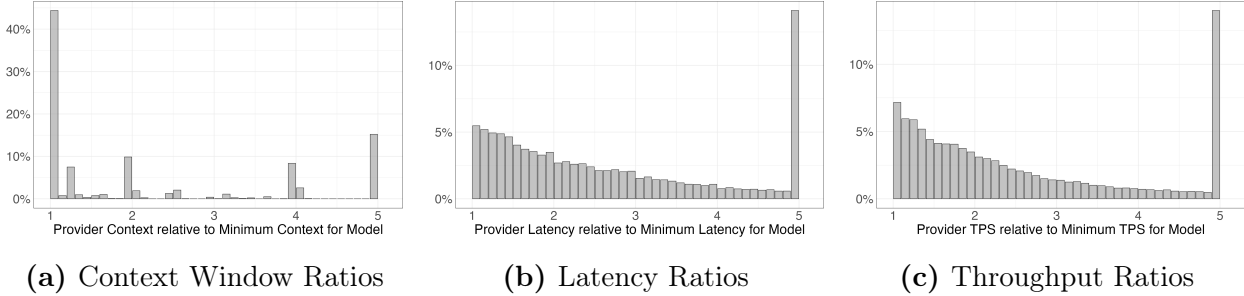 40%
30%
20%
10%
0%
1 2 3 4 5
Provider Context relative to Minimum Context for Model
(a) Context Window Ratios
10%
5%
0%
1 2 3 4 5
Provider Latency relative to Minimum Latency for Model
(b) Latency Ratios
10%
5%
0%
1 2 3 4 5
Provider TPS relative to Minimum TPS for Model
(c) Throughput Ratios